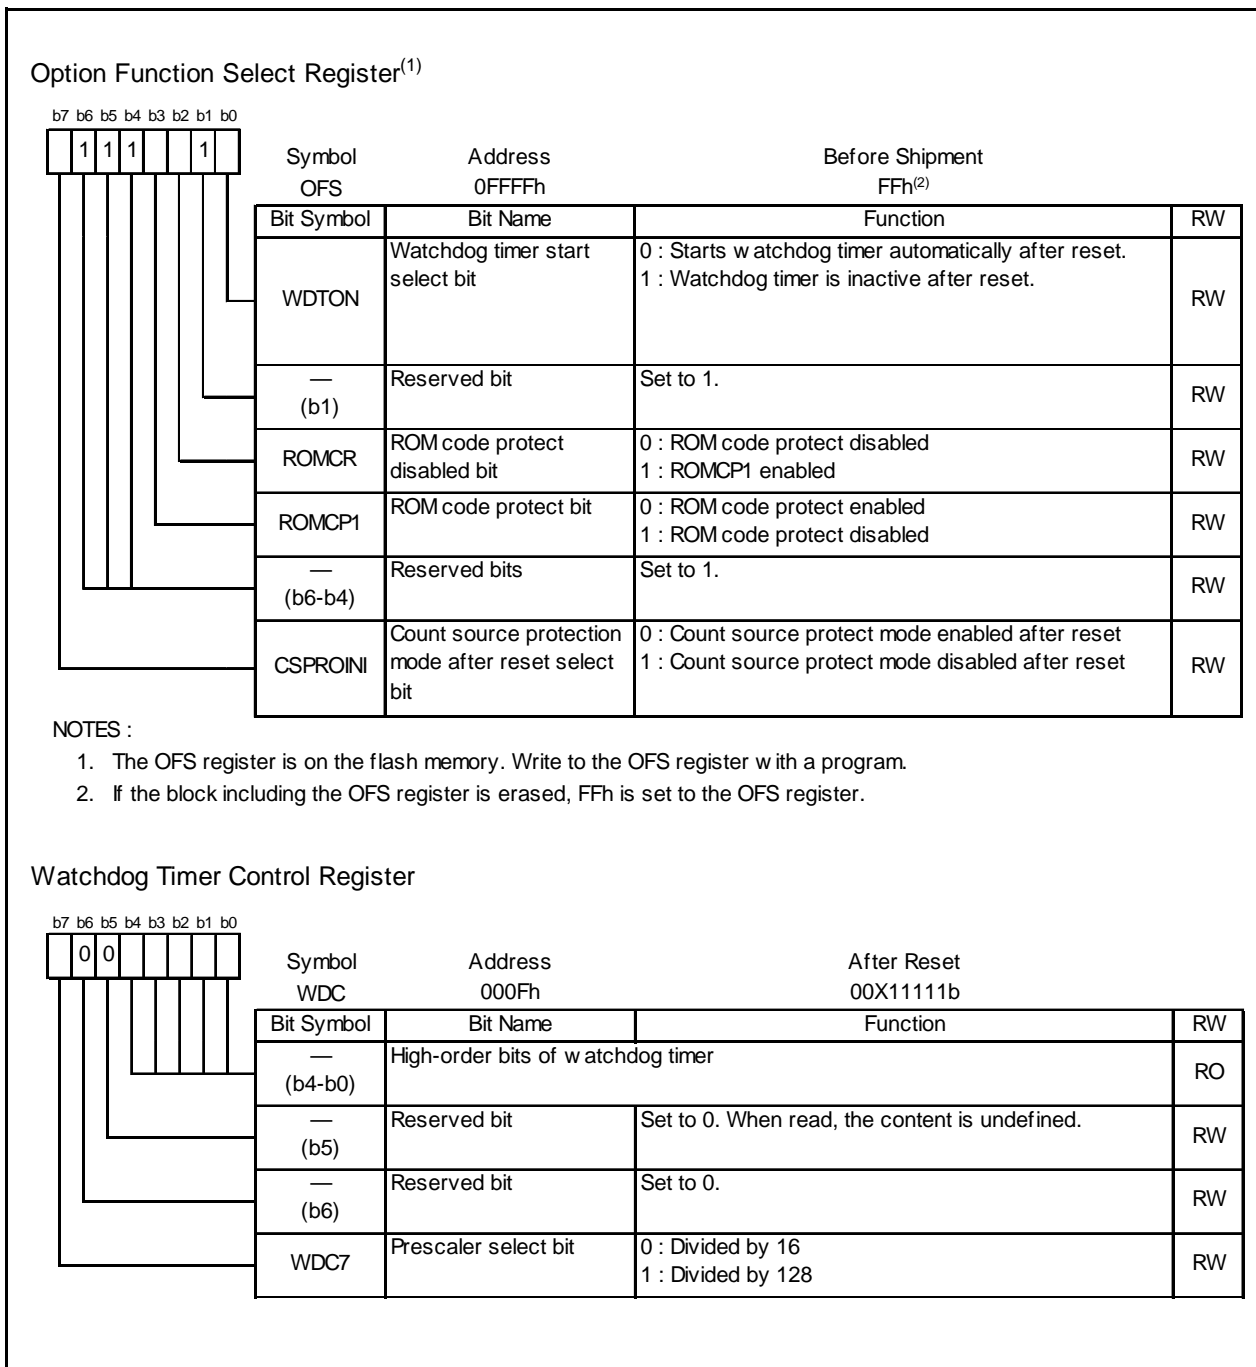 Option Function Select Register(1)
b7 b6 b5 b4 b3 b2 b1 b0
1 1 1 1
Symbol Address Before Shipment
OFS 0FFFFh FFh(2)
Bit Symbol Bit Name Function RW
WDTON Watchdog timer start select bit 0 : Starts watchdog timer automatically after reset. RW
1 : Watchdog timer is inactive after reset.
— (b1) Reserved bit Set to 1. RW
ROMCR ROM code protect disabled bit 0 : ROM code protect disabled RW
1 : ROMCP1 enabled
ROMCP1 ROM code protect bit 0 : ROM code protect enabled RW
1 : ROM code protect disabled
— (b6-b4) Reserved bits Set to 1. RW
CSPROINI Count source protection mode after reset select bit 0 : Count source protect mode enabled after reset RW
1 : Count source protect mode disabled after reset
NOTES :
1. The OFS register is on the flash memory. Write to the OFS register with a program.
2. If the block including the OFS register is erased, FFh is set to the OFS register.
Watchdog Timer Control Register
b7 b6 b5 b4 b3 b2 b1 b0
0 0
Symbol Address After Reset
WDC 000Fh 00X11111b
Bit Symbol Bit Name Function RW
— (b4-b0) High-order bits of watchdog timer RO
— (b5) Reserved bit Set to 0. When read, the content is undefined. RW
— (b6) Reserved bit Set to 0. RW
WDC7 Prescaler select bit 0 : Divided by 16 RW
1 : Divided by 128